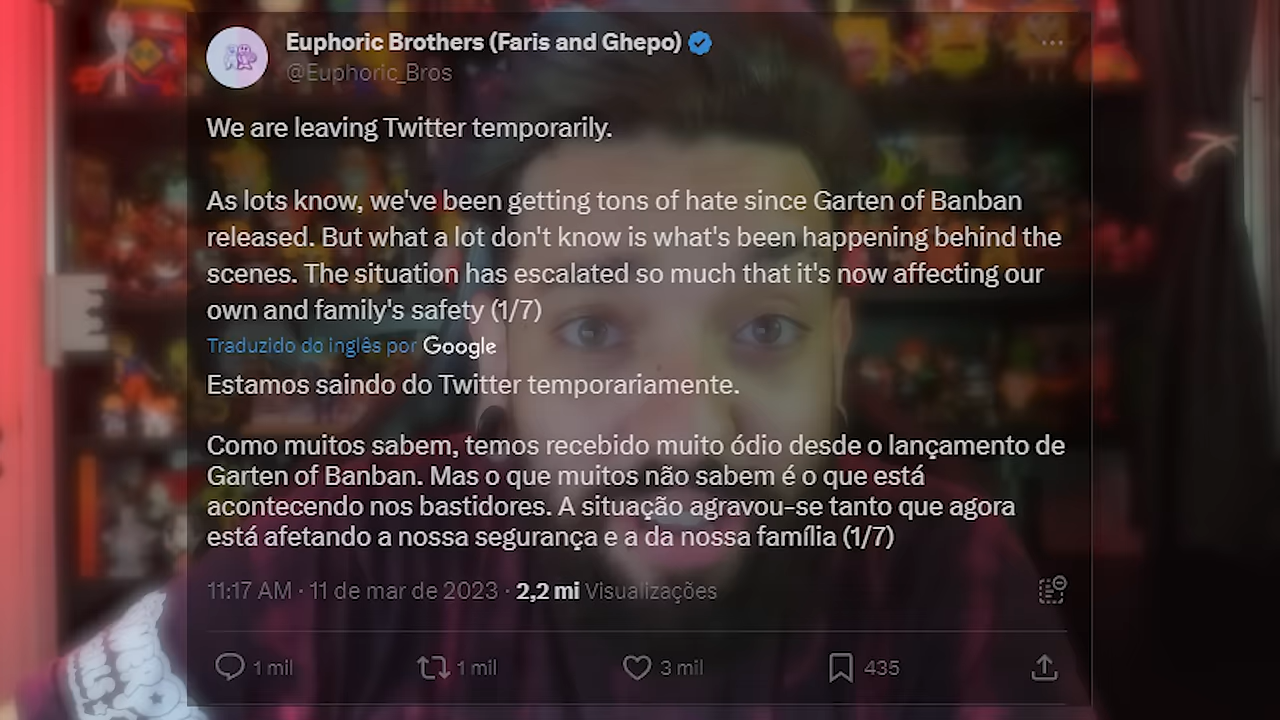 Euphoric Brothers (Faris and Ghepo)
@Euphoric_Bros
We are leaving Twitter temporarily.
As lots know, we've been getting tons of hate since Garten of Banban
released. But what a lot don't know is what's been happening behind the
scenes. The situation has escalated so much that it's now affecting our
own and family's safety (1/7)
Traduzido do inglês por Google
Estamos saindo do Twitter temporariamente.
Como muitos sabem, temos recebido muito ódio desde o lançamento de
Garten of Banban. Mas o que muitos não sabem é o que está
acontecendo nos bastidores. A situação agravou-se tanto que agora
está afetando a nossa segurança e a da nossa família (1/7)
11:17 AM · 11 de mar de 2023 · 2,2 mi Visualizações
1 mil 1 mil 3 mil 435